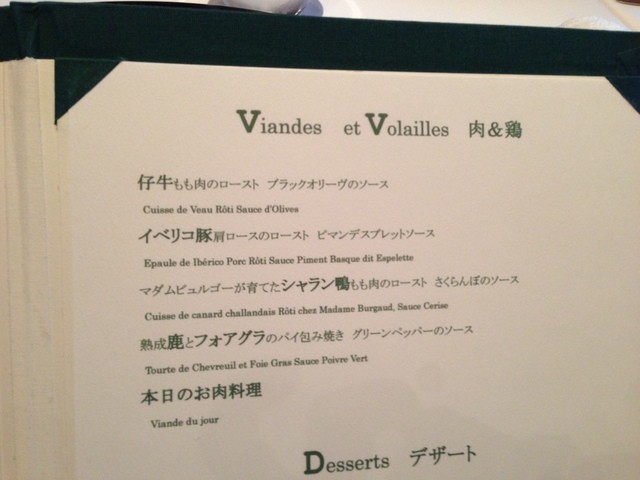 Viandes et Volailles 肉&鶏
仔牛もも肉のロースト ブラックオリーヴのソース
Cuisse de Veau Rôti Sauce d'Olives
イベリコ豚肩ロースのロースト ピマンデスプレットソース
Epaule de Ibérico Porc Rôti Sauce Piment Basque dit Espelette
マダムビュルゴーが育てたシャラン鴨もも肉のロースト さくらんぼのソース
Cuisse de canard challandais Rôti chez Madame Burgaud, Sauce Cerise
熟成鹿とフォアグラのパイ包み焼き グリーンペッパーのソース
Tourte de Chevreuil et Foie Gras Sauce Poivre Vert
本日のお肉料理
Viande du jour
Desserts デザート